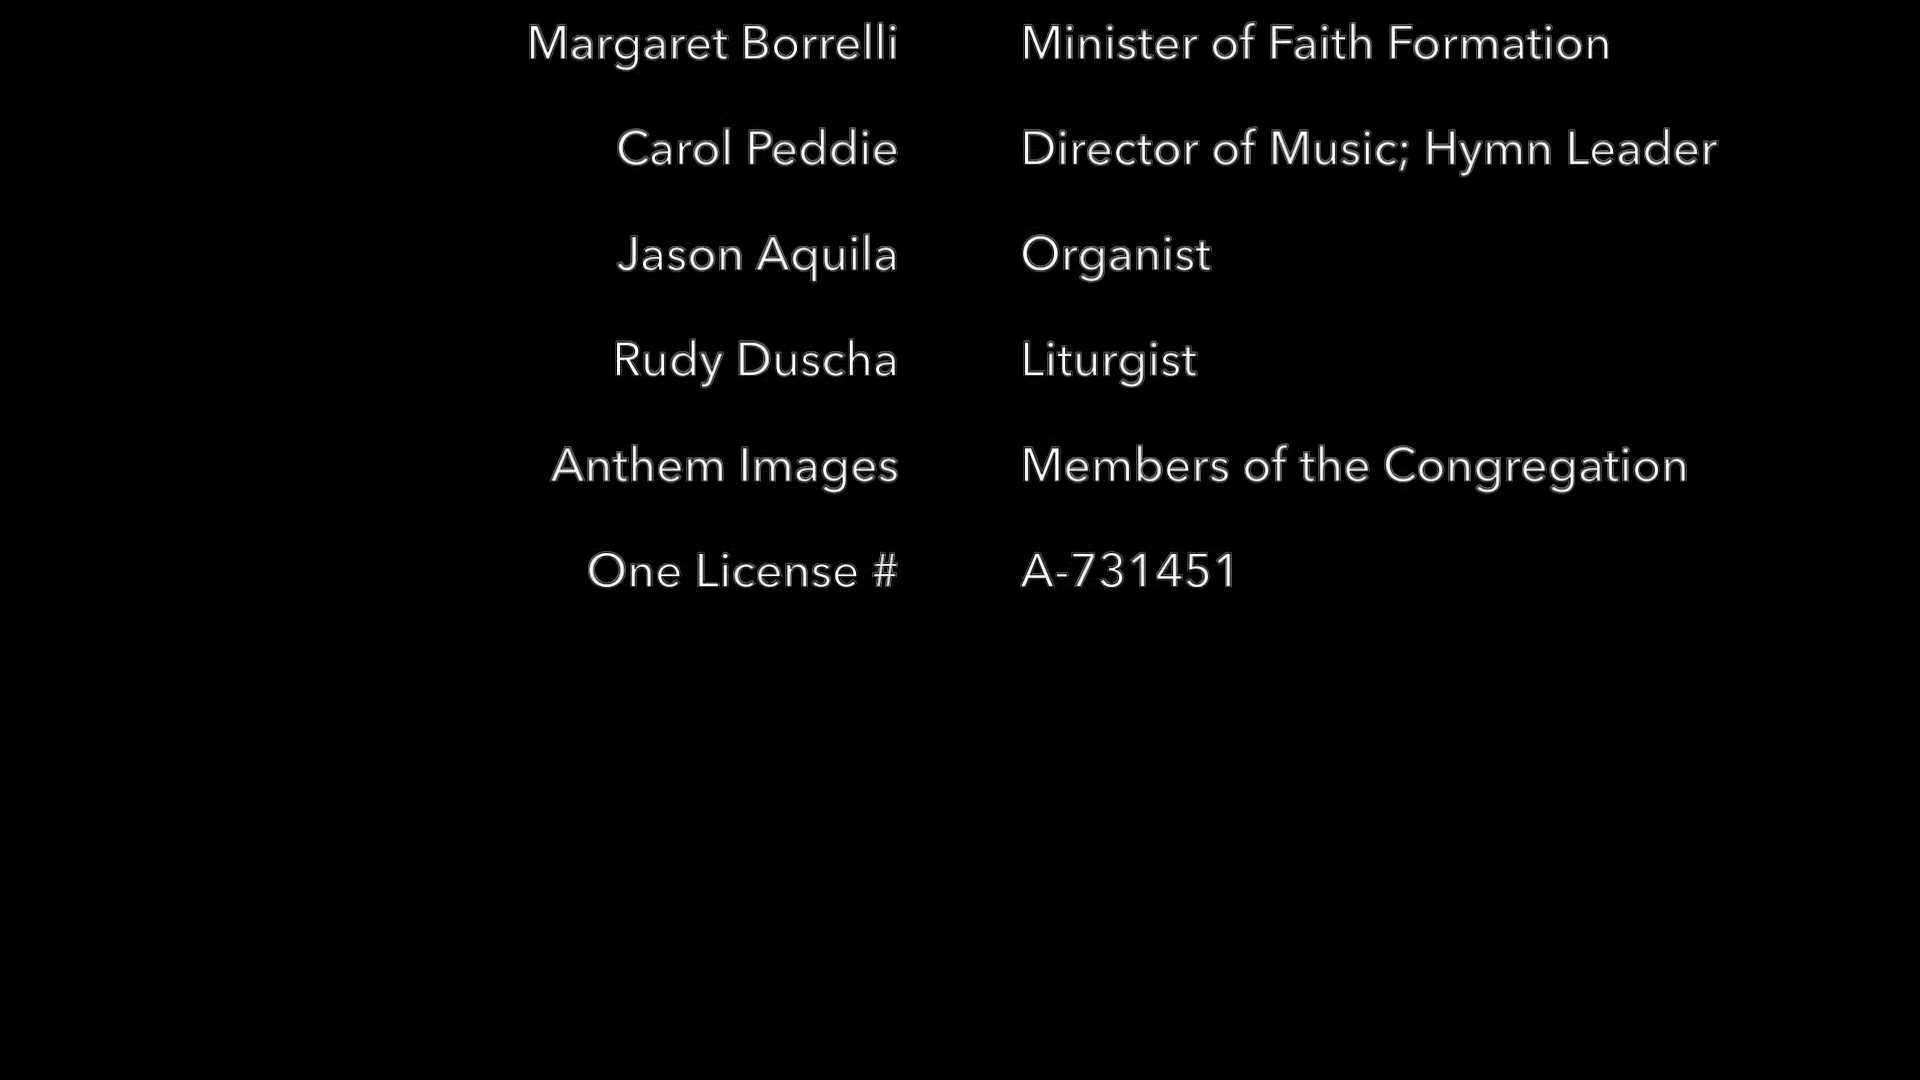 Margaret Borrelli Minister of Faith Formation
Carol Peddie Director of Music; Hymn Leader
Jason Aquila Organist
Rudy Duscha Liturgist
Anthem Images Members of the Congregation
One License # A-731451